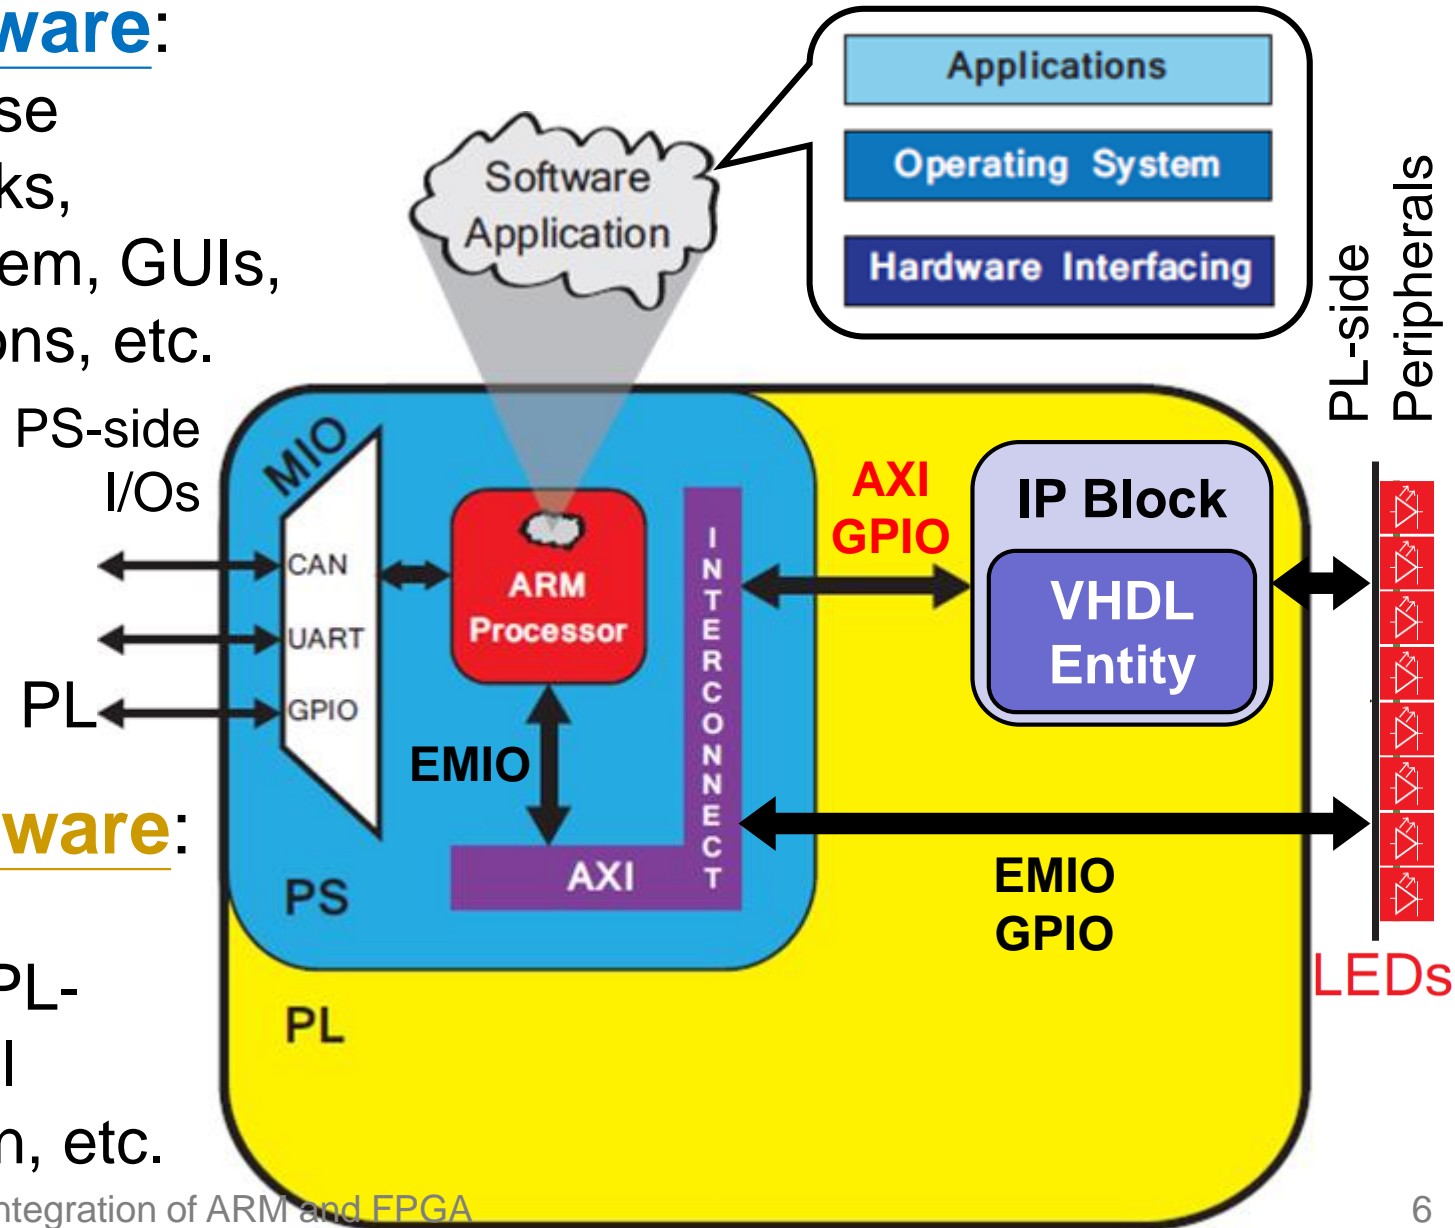 ware:
se
ks,
em, GUIs,
ons, etc.
PS-side
I/Os
PL
ware:
PL-
l
n, etc.
Software
Application
Applications
Operating System
Hardware Interfacing
PL-side
Peripherals
MIO
CAN
UART
GPIO
ARM
Processor
EMIO
INTERCONNECT
AXI
PS
PL
AXI
GPIO
IP Block
VHDL
Entity
EMIO
GPIO
LEDs
ntegration of ARM and FPGA
6